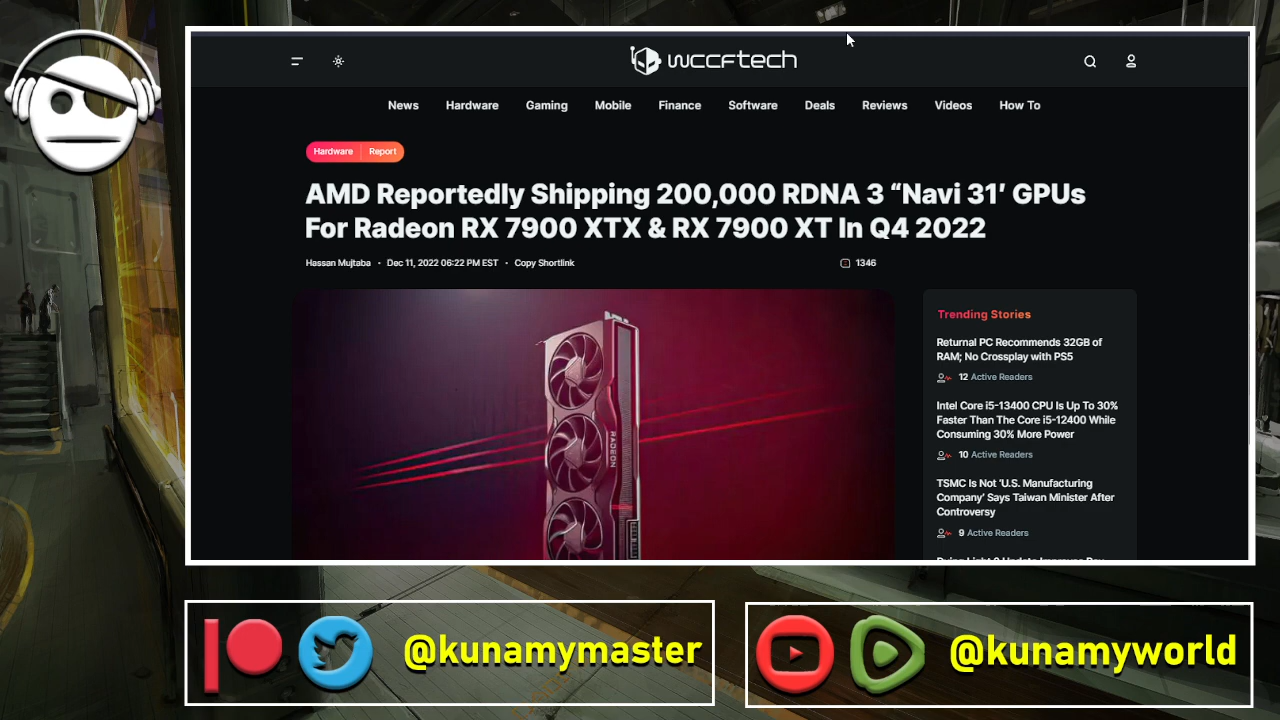 wccftech
News Hardware Gaming Mobile Finance Software Deals Reviews Videos How To
Hardware Report
AMD Reportedly Shipping 200,000 RDNA 3 “Navi 31′ GPUs
For Radeon RX 7900 XTX & RX 7900 XT In Q4 2022
Hassan Mujtaba • Dec 11, 2022 06:22 PM EST • Copy Shortlink
1346
RADEON
Trending Stories
Returnal PC Recommends 32GB of
RAM; No Crossplay with PS5
12 Active Readers
Intel Core i5-13400 CPU Is Up To 30%
Faster Than The Core i5-12400 While
Consuming 30% More Power
10 Active Readers
TSMC Is Not ‘U.S. Manufacturing
Company’ Says Taiwan Minister After
Controversy
9 Active Readers
@kunamymaster
@kunamyworld